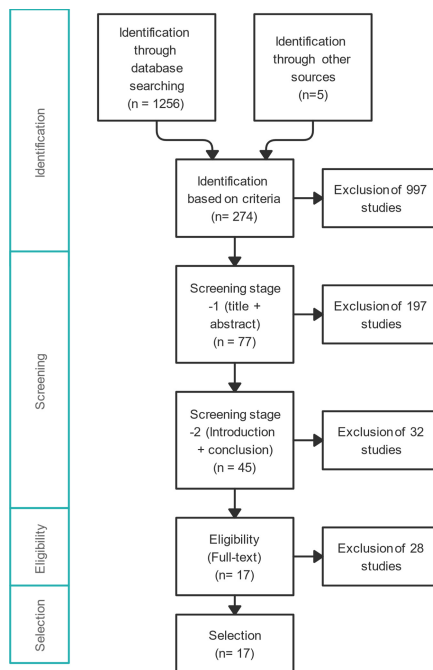 Identification
through
database
searching
(n = 1256)
Identification
through other
sources
(n=5)
Identification
Identification
based on criteria
(n= 274)
Exclusion of 997
studies
Screening stage
-1 (title +
abstract)
(n = 77)
Exclusion of 197
studies
Screening
Screening stage
-2 (Introduction
+ conclusion)
(n = 45)
Exclusion of 32
studies
Eligibility
Eligibility
(Full-text)
(n= 17)
Exclusion of 28
studies
Selection
Selection
(n= 17)